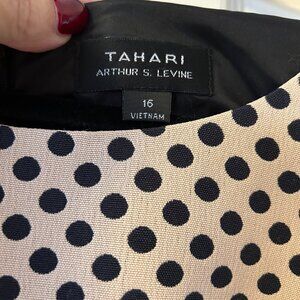 TAHARI
ARTHUR S. LEVINE
16
VIETNAM